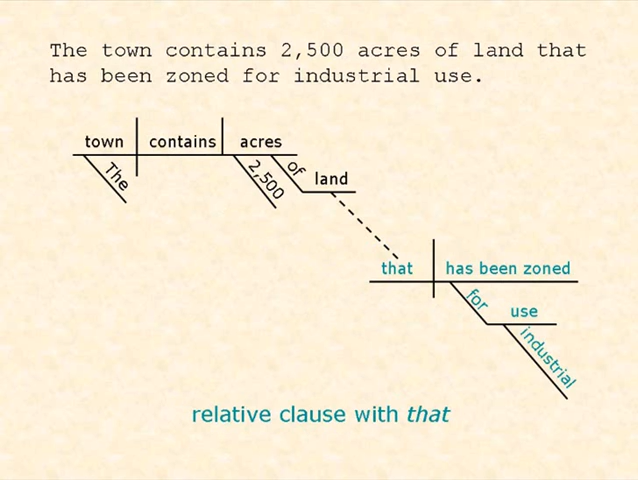 The town contains 2,500 acres of land that
has been zoned for industrial use.
town contains acres
The 2,500 of land
that has been zoned
for use
industrial
relative clause with that